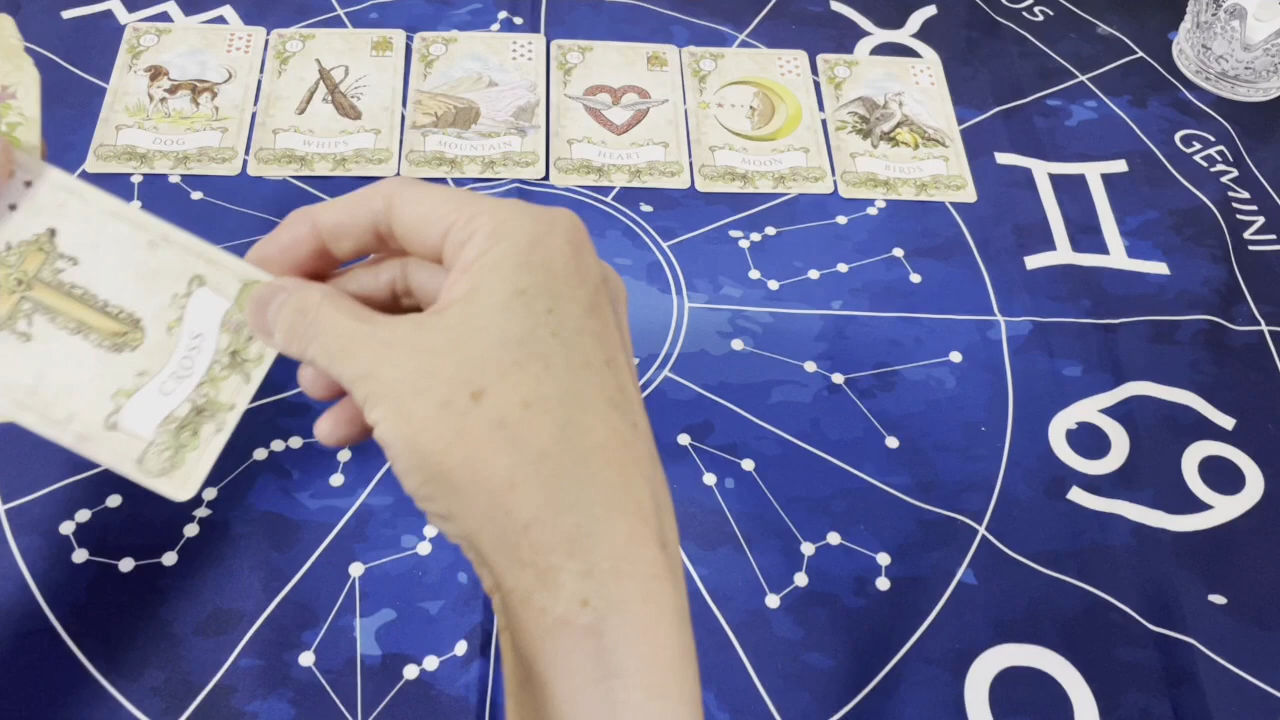 DOG
WHIPS
MOUNTAIN
HEART
MOON
BIRDS
GEMINI
CROSS